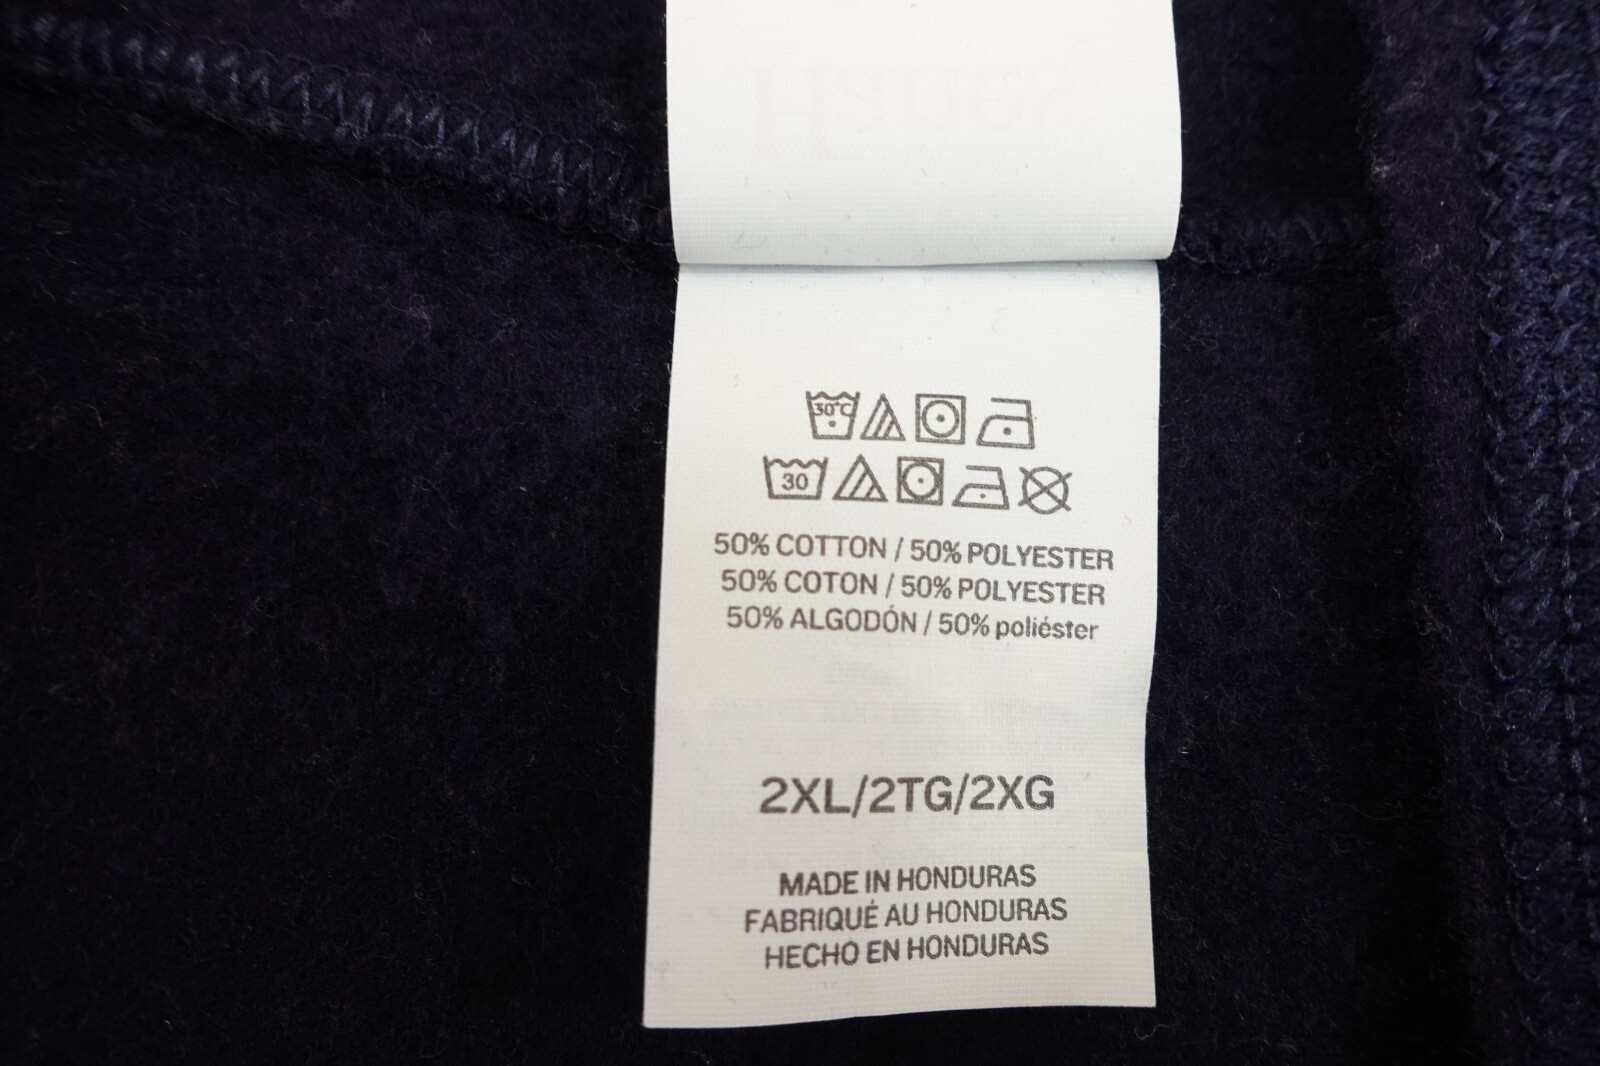 30°C
30
50% COTTON / 50% POLYESTER
50% COTON / 50% POLYESTER
50% ALGODÓN / 50% poliéster
2XL/2TG/2XG
MADE IN HONDURAS
FABRIQUÉ AU HONDURAS
HECHO EN HONDURAS